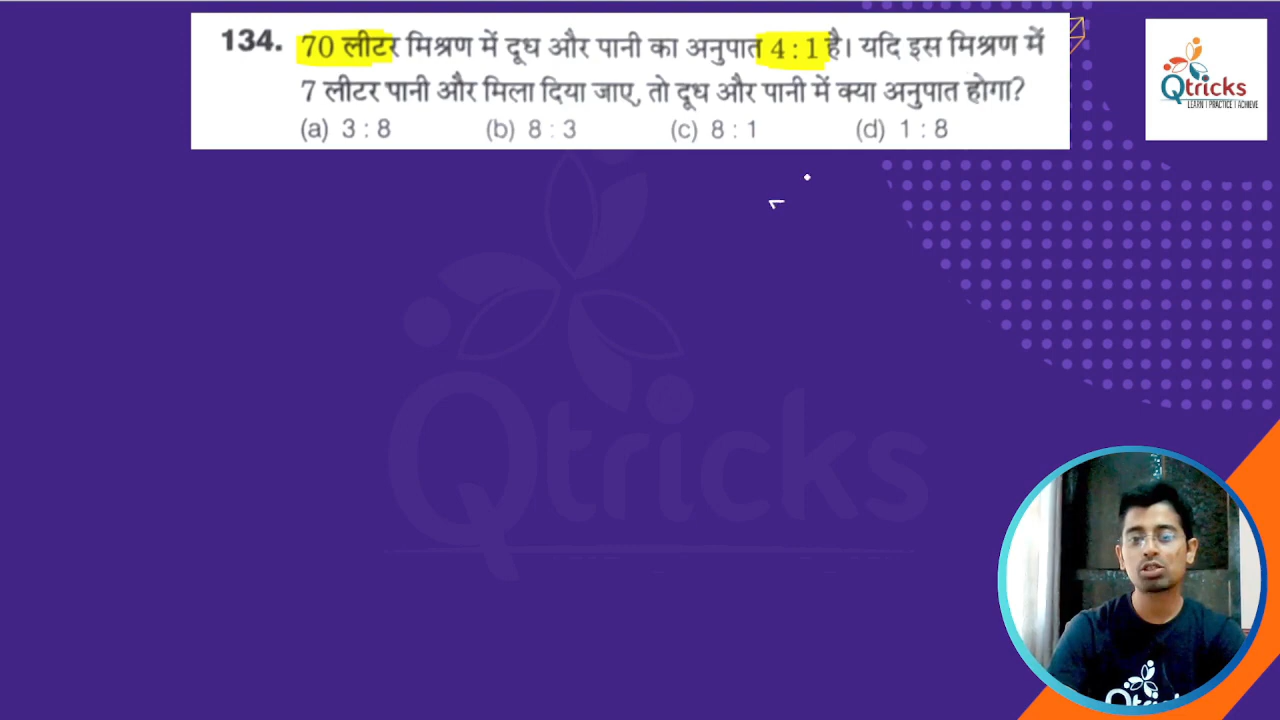 134. 70 लीटर मिश्रण में दूध और पानी का अनुपात 4 : 1 है। यदि इस मिश्रण में
7 लीटर पानी और मिला दिया जाए, तो दूध और पानी में क्या अनुपात होगा?
(a) 3 : 8 (b) 8 : 3 (c) 8 : 1 (d) 1 : 8
Qtricks
LEARN | PRACTICE | ACHIEVE
Qtricks